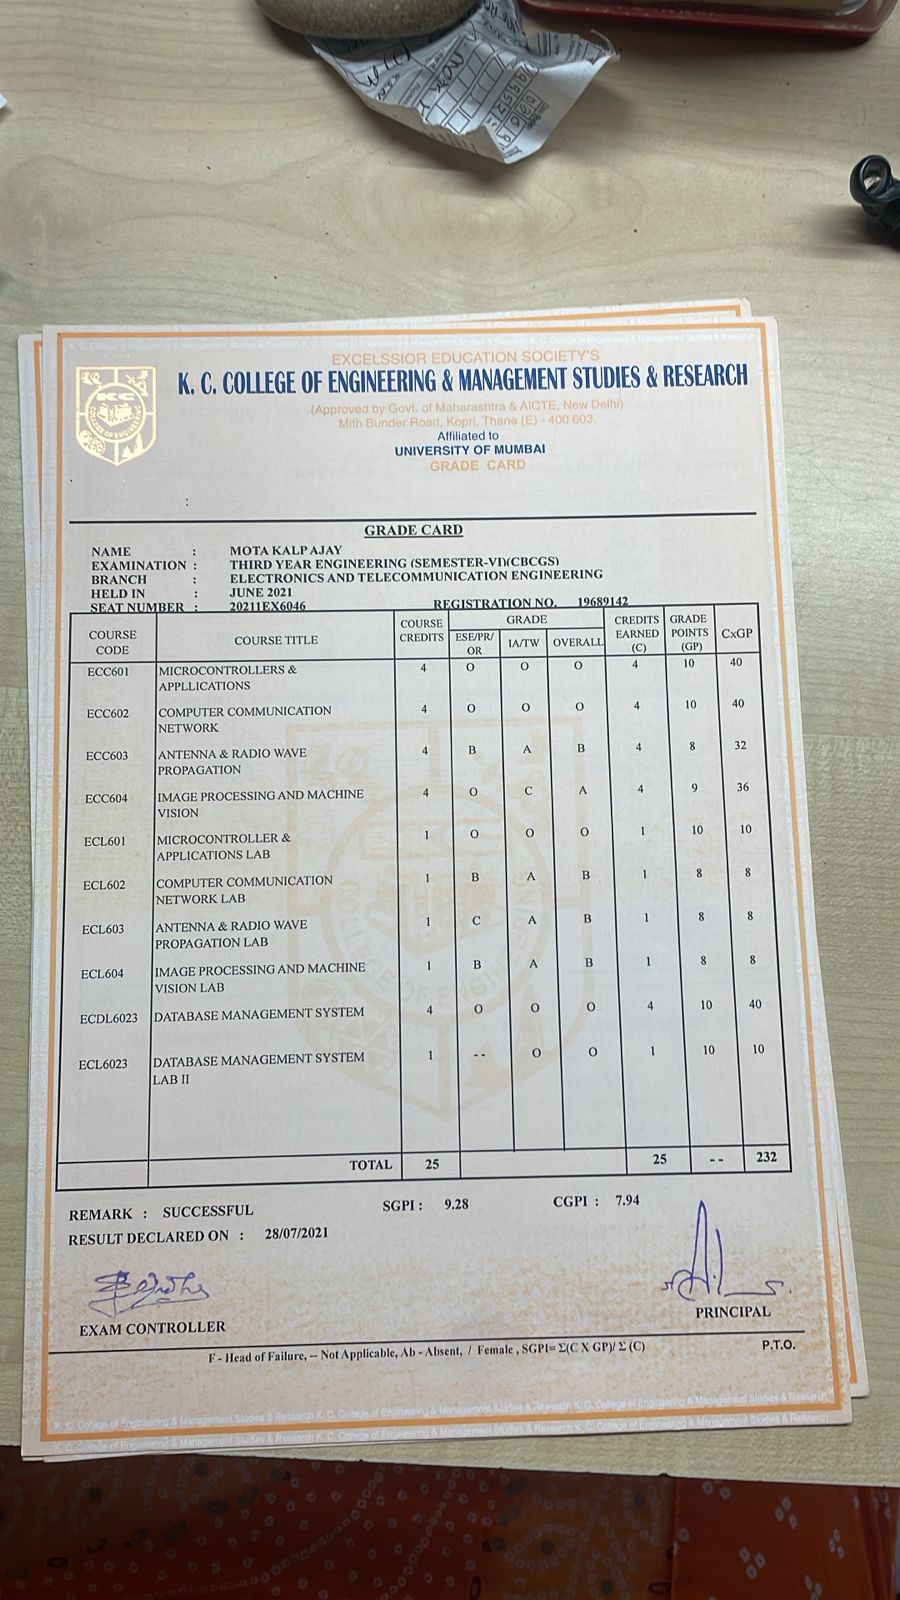 EXCELSSIOR EDUCATION SOCIETY'S
K. C. COLLEGE OF ENGINEERING & MANAGEMENT STUDIES & RESEARCH
(Approved by Govt. of Maharashtra & AICTE, New Delhi)
Mith Bunder Road, Kopri, Thane (E) - 400 603.
Affiliated to
UNIVERSITY OF MUMBAI
GRADE CARD
KC
COLLEGE OF ENGINEERING
:
GRADE CARD
NAME : MOTA KALP AJAY
EXAMINATION : THIRD YEAR ENGINEERING (SEMESTER-VI)(CBCGS)
BRANCH : ELECTRONICS AND TELECOMMUNICATION ENGINEERING
HELD IN : JUNE 2021
SEAT NUMBER : 20211EX6046 REGISTRATION NO. 19689142
COURSE CODE COURSE TITLE COURSE CREDITS GRADE CREDITS EARNED (C) GRADE POINTS (GP) CxGP
ESE/PR/OR IA/TW OVERALL
ECC601 MICROCONTROLLERS & 4 O O O 4 10 40
APPLLICATIONS
ECC602 COMPUTER COMMUNICATION 4 O O O 4 10 40
NETWORK
ECC603 ANTENNA & RADIO WAVE 4 B A B 4 8 32
PROPAGATION
ECC604 IMAGE PROCESSING AND MACHINE 4 O C A 4 9 36
VISION
ECL601 MICROCONTROLLER & 1 O O O 1 10 10
APPLICATIONS LAB
ECL602 COMPUTER COMMUNICATION 1 B A B 1 8 8
NETWORK LAB
ECL603 ANTENNA & RADIO WAVE 1 C A B 1 8 8
PROPAGATION LAB
ECL604 IMAGE PROCESSING AND MACHINE 1 B A B 1 8 8
VISION LAB
ECDL6023 DATABASE MANAGEMENT SYSTEM 4 O O O 4 10 40
ECL6023 DATABASE MANAGEMENT SYSTEM 1 -- O O 1 10 10
LAB II
TOTAL 25 25 -- 232
REMARK : SUCCESSFUL SGPI : 9.28 CGPI : 7.94
RESULT DECLARED ON : 28/07/2021
EXAM CONTROLLER PRINCIPAL
F - Head of Failure, -- Not Applicable, Ab - Absent, / Female , SGPI= Σ(C X GP)/ Σ (C) P.T.O.
K. C. College of Engineering & Management Studies & Research K. C. College of Engineering & Management Studies & Research